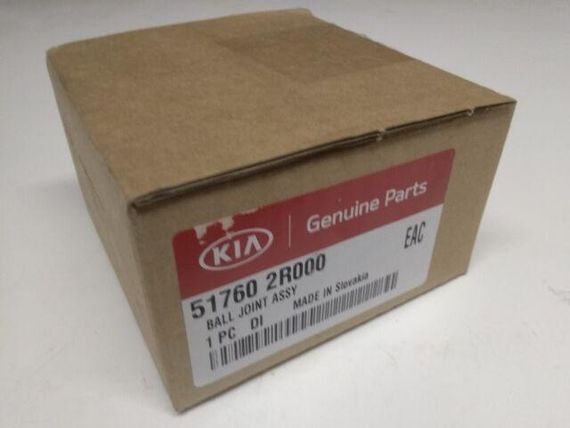 KIA Genuine Parts
51760 2R000 EAC
BALL JOINT ASSY MADE IN Slovakia
1 PC DI